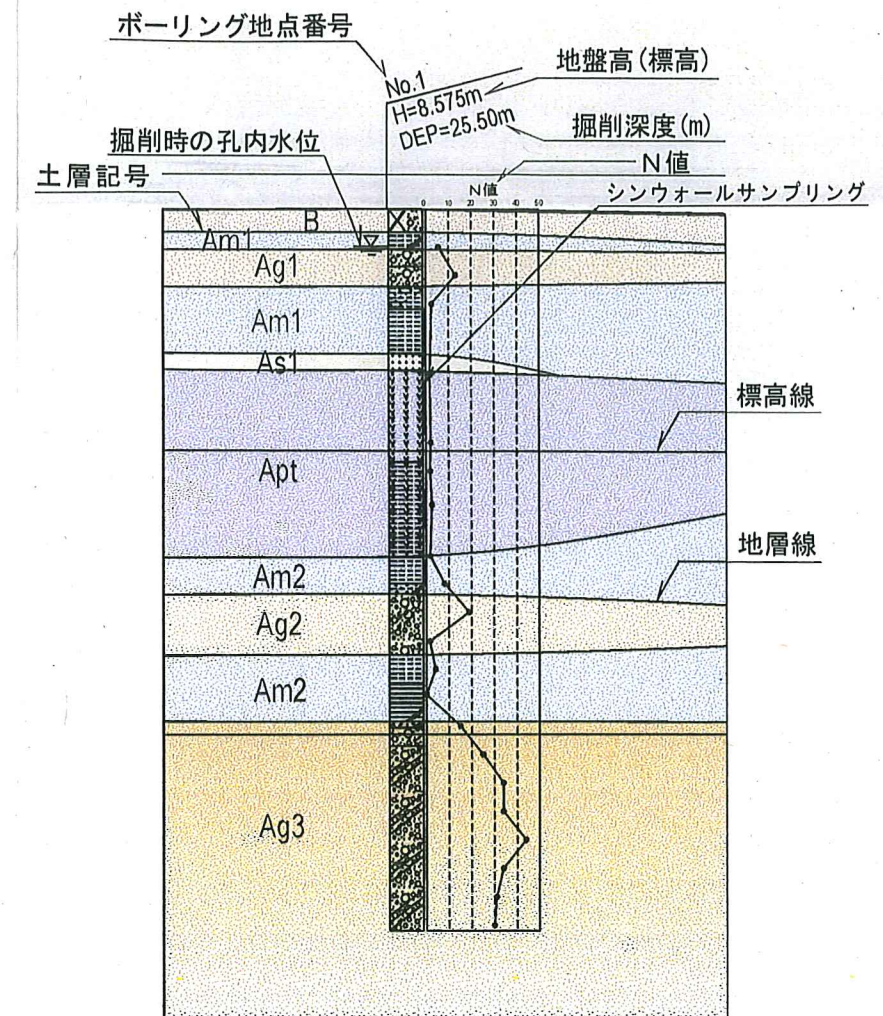 ボーリング地点番号
No.1
地盤高(標高)
H=8.575m
DEP=25.50m
掘削深度(m)
掘削時の孔内水位
N値
土層記号
N値
シンウォールサンプリング
0 10 20 30 40 50
B
Am1
Ag1
Am1
As1
標高線
Apt
地層線
Am2
Ag2
Am2
Ag3